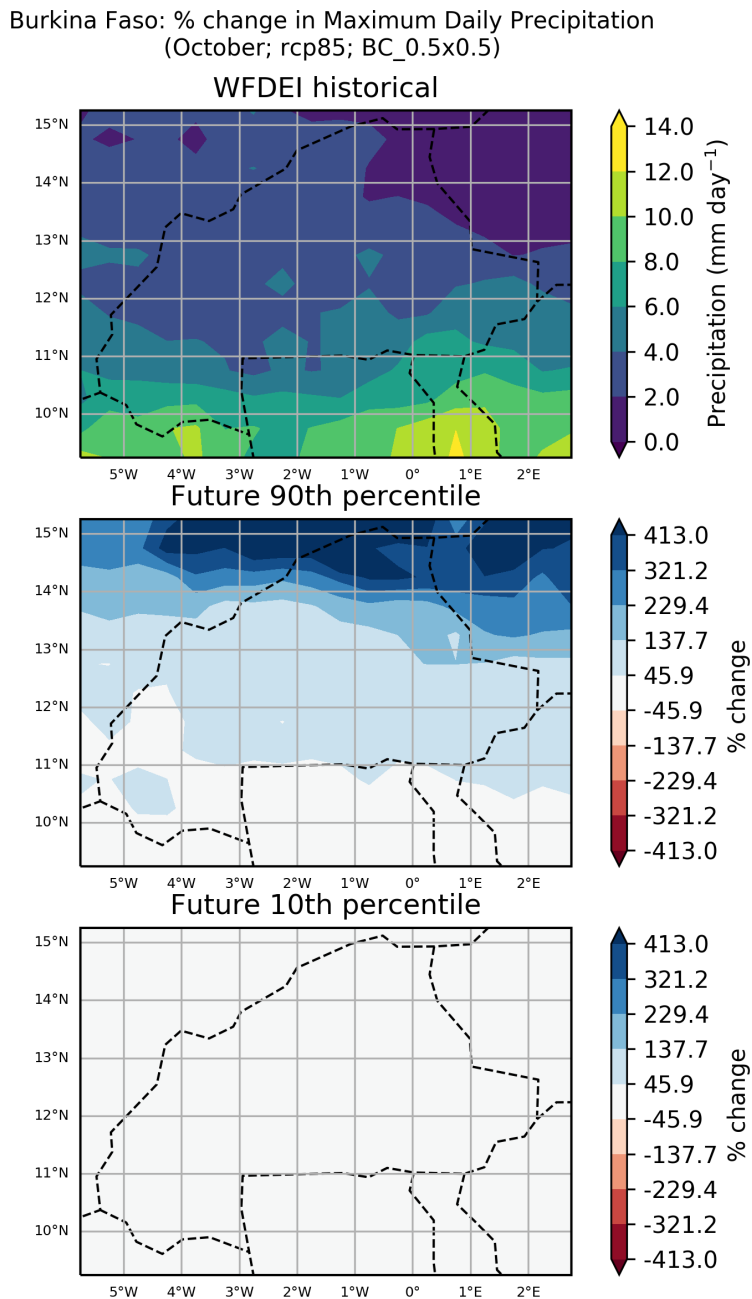 Burkina Faso: % change in Maximum Daily Precipitation
(October; rcp85; BC_0.5x0.5)
WFDEI historical
15°N
14°N
13°N
12°N
11°N
10°N
5°W 4°W 3°W 2°W 1°W 0° 1°E 2°E
14.0
12.0
10.0
8.0
6.0
4.0
2.0
0.0
Precipitation (mm day⁻¹)
Future 90th percentile
15°N
14°N
13°N
12°N
11°N
10°N
5°W 4°W 3°W 2°W 1°W 0° 1°E 2°E
413.0
321.2
229.4
137.7
45.9
-45.9
-137.7
-229.4
-321.2
-413.0
% change
Future 10th percentile
15°N
14°N
13°N
12°N
11°N
10°N
5°W 4°W 3°W 2°W 1°W 0° 1°E 2°E
413.0
321.2
229.4
137.7
45.9
-45.9
-137.7
-229.4
-321.2
-413.0
% change